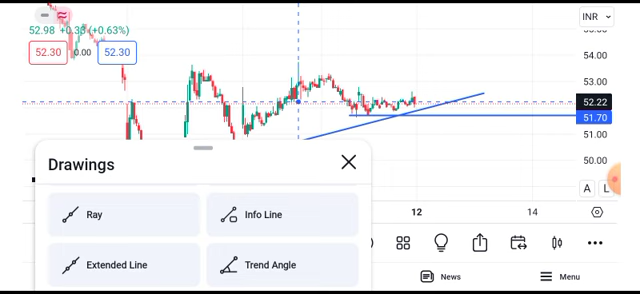 INR
52.98 +0.33 (+0.63%)
52.30 0.00 52.30
54.00
53.00
52.22
51.70
51.00
50.00
Drawings
A L
12 14
Ray Info Line
Extended Line Trend Angle
News Menu